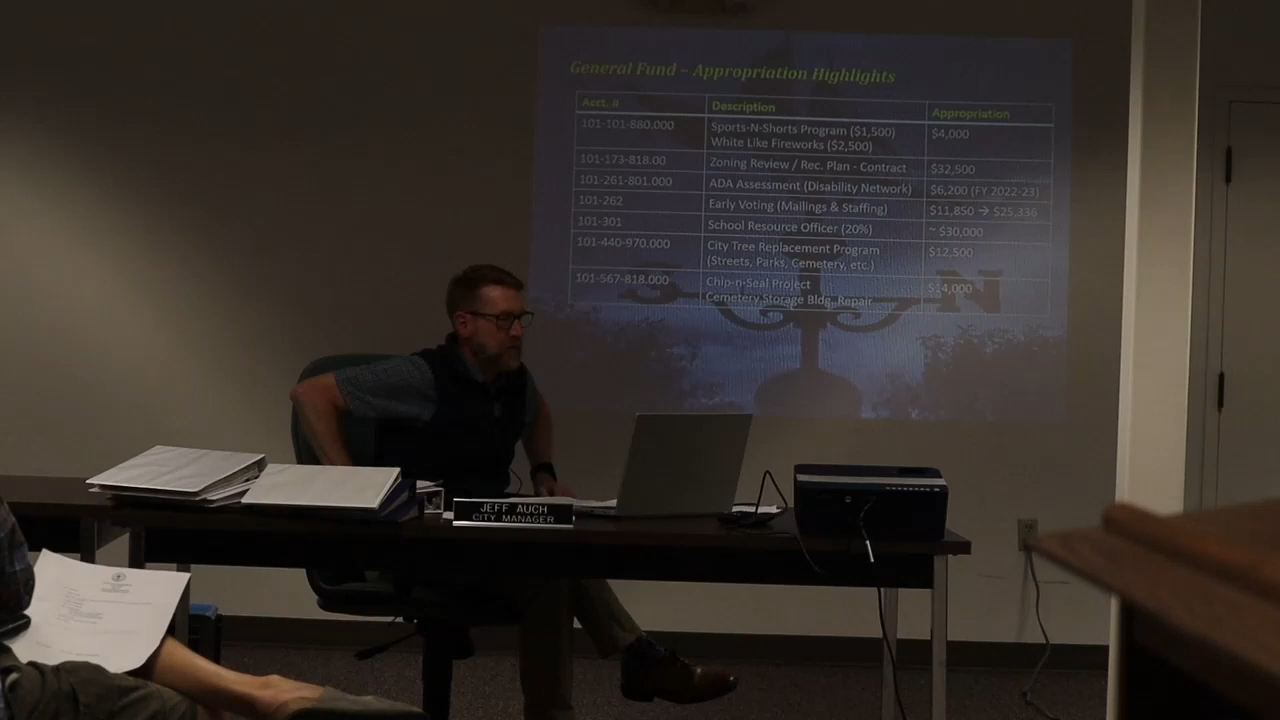 General Fund – Appropriation Highlights
Acct. # Description Appropriation
101-101-880.000 Sports-N-Shorts Program ($1,500) $4,000
White Like Fireworks ($2,500)
101-173-818.00 Zoning Review / Rec. Plan - Contract $32,500
101-261-801.000 ADA Assessment (Disability Network) $6,200 (FY 2022-23)
101-262 Early Voting (Mailings & Staffing) $11,850 → $25,336
101-301 School Resource Officer (20%) ~ $30,000
101-440-970.000 City Tree Replacement Program $12,500
(Streets, Parks, Cemetery, etc.)
101-567-818.000 Chip-n-Seal Project $14,000
Cemetery Storage Bldg. Repair
N
JEFF AUCH
CITY MANAGER